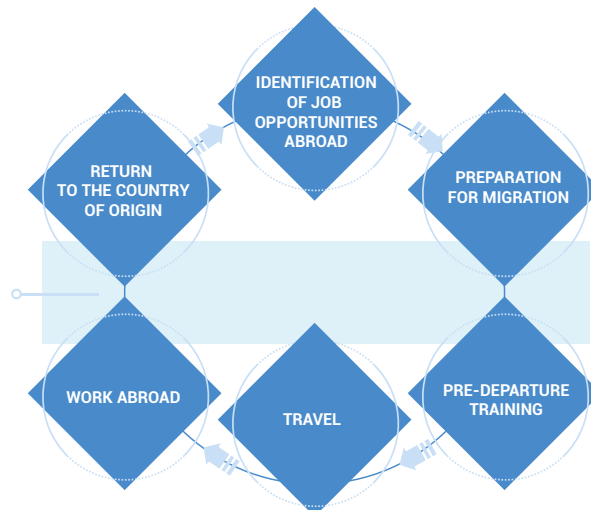 IDENTIFICATION
OF JOB
OPPORTUNITIES
ABROAD
PREPARATION
FOR MIGRATION
PRE-DEPARTURE
TRAINING
TRAVEL
WORK ABROAD
RETURN
TO THE COUNTRY
OF ORIGIN